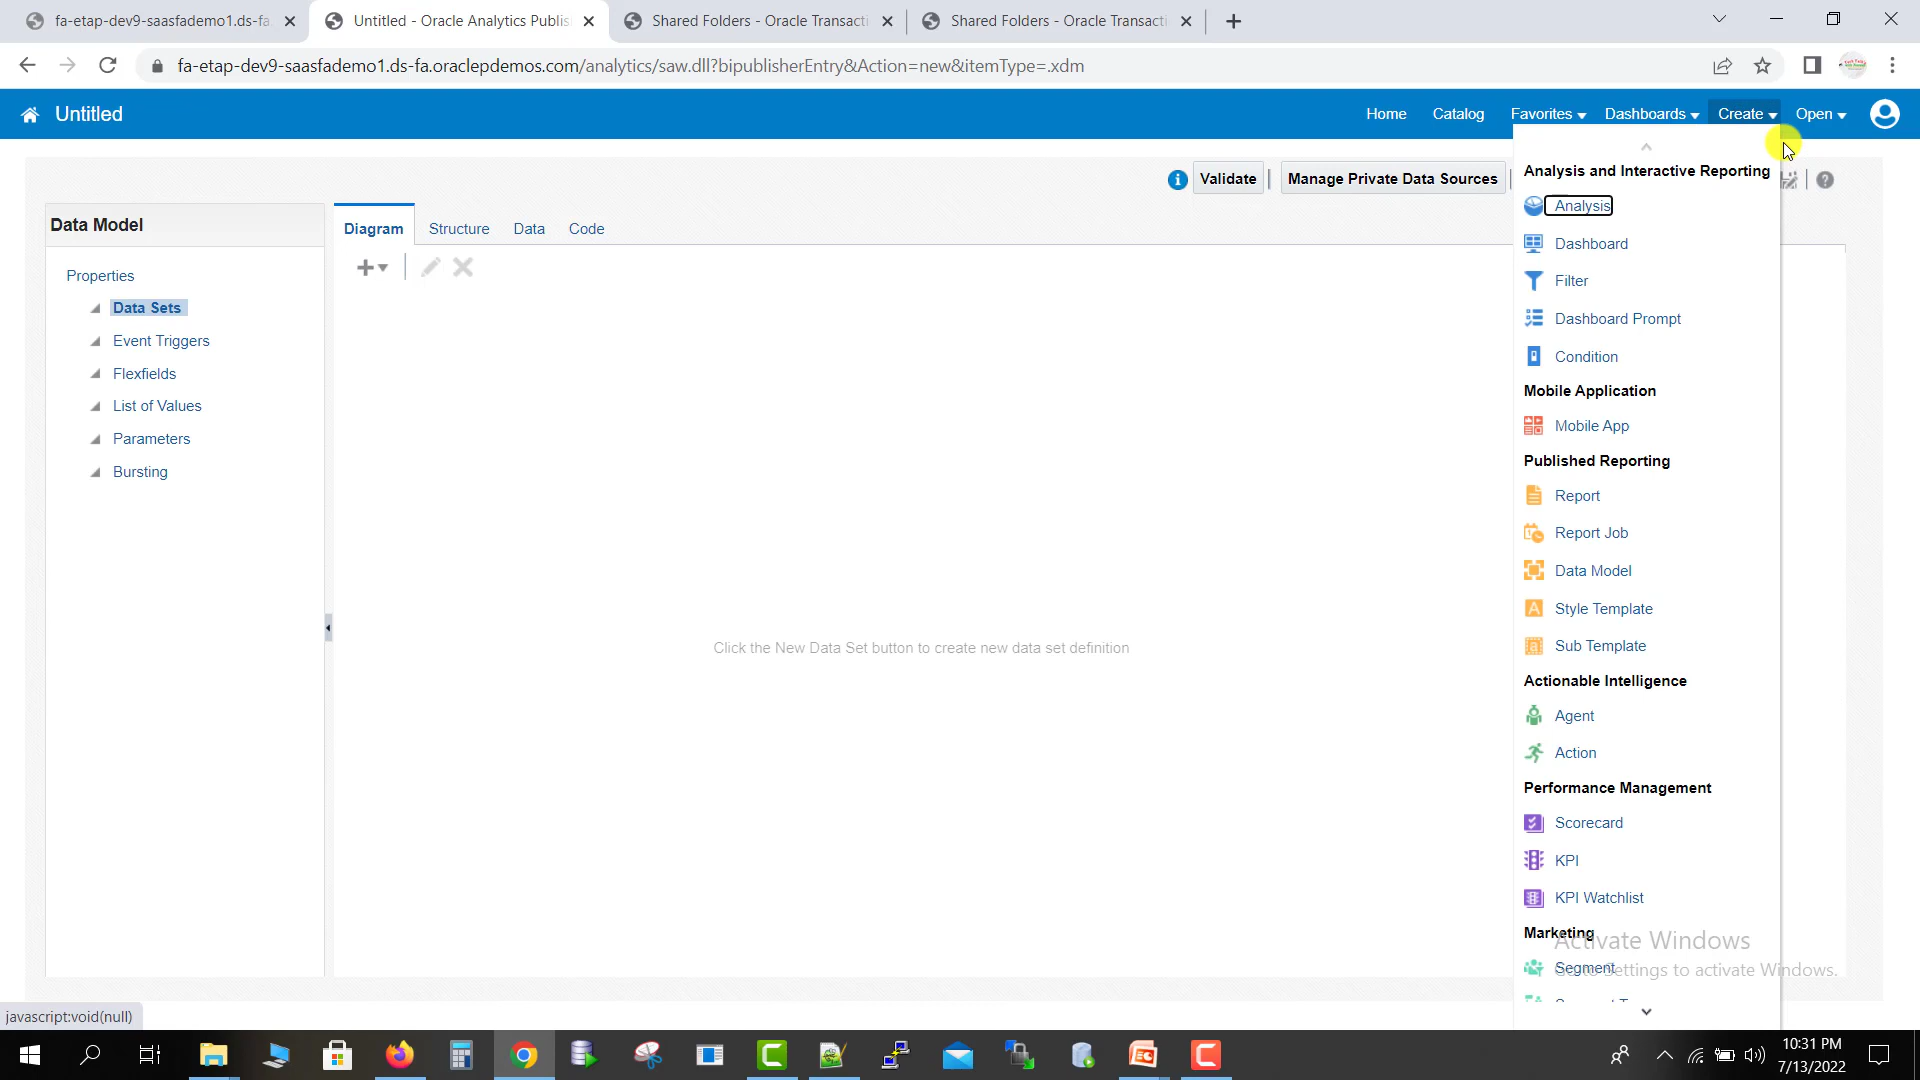 fa-etap-dev9-saasfademo1.ds-fa
Untitled - Oracle Analytics Publis
Shared Folders - Oracle Transacti
Shared Folders - Oracle Transacti
fa-etap-dev9-saasfademo1.ds-fa.oraclepdemos.com/analytics/saw.dll?bipublisherEntry&Action=new&itemType=.xdm
Untitled
Home Catalog Favorites Dashboards Create Open
Validate
Manage Private Data Sources
Data Model
Properties
Data Sets
Event Triggers
Flexfields
List of Values
Parameters
Bursting
Diagram Structure Data Code
Click the New Data Set button to create new data set definition
Analysis and Interactive Reporting
Analysis
Dashboard
Filter
Dashboard Prompt
Condition
Mobile Application
Mobile App
Published Reporting
Report
Report Job
Data Model
Style Template
Sub Template
Actionable Intelligence
Agent
Action
Performance Management
Scorecard
KPI
KPI Watchlist
Marketing
Segment
Activate Windows
Go to Settings to activate Windows.
javascript:void(null)
10:31 PM
7/13/2022